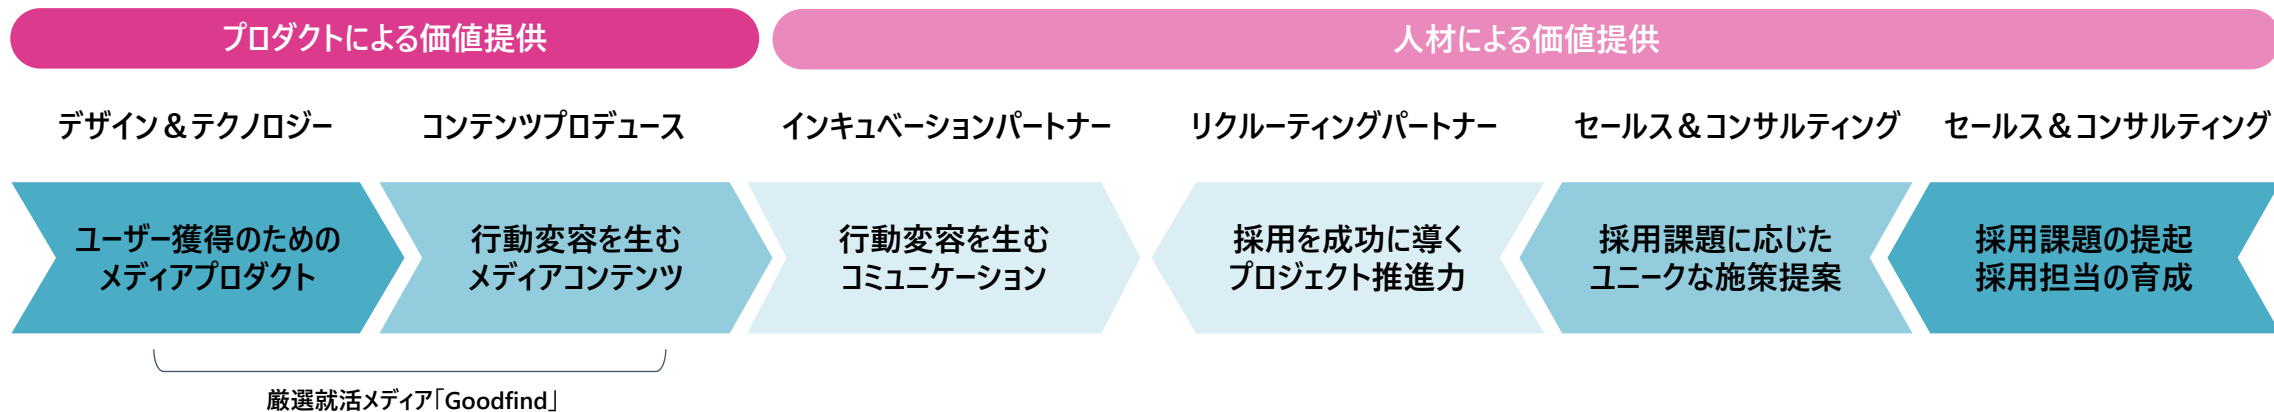 プロダクトによる価値提供
人材による価値提供
デザイン＆テクノロジー
コンテンツプロデュース
インキュベーションパートナー
リクルーティングパートナー
セールス＆コンサルティング
セールス＆コンサルティング
ユーザー獲得のための
メディアプロダクト
行動変容を生む
メディアコンテンツ
行動変容を生む
コミュニケーション
採用を成功に導く
プロジェクト推進力
採用課題に応じた
ユニークな施策提案
採用課題の提起
採用担当の育成
厳選就活メディア「Goodfind」